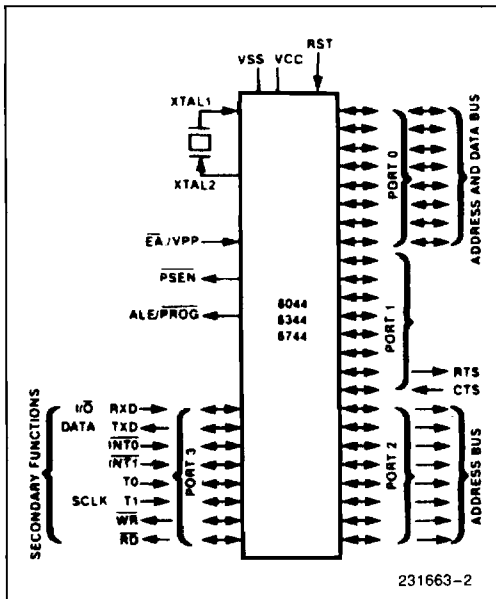 RST
VSS VCC
XTAL1
XTAL2
EA/VPP
PSEN
ALE/PROG
8044
8344
8744
PORT 0
ADDRESS AND DATA BUS
PORT 1
RTS
CTS
PORT 2
ADDRESS BUS
SECONDARY FUNCTIONS
I/O RXD
DATA TXD
INT0
INT1
T0
SCLK T1
WR
RD
PORT 3
231663-2